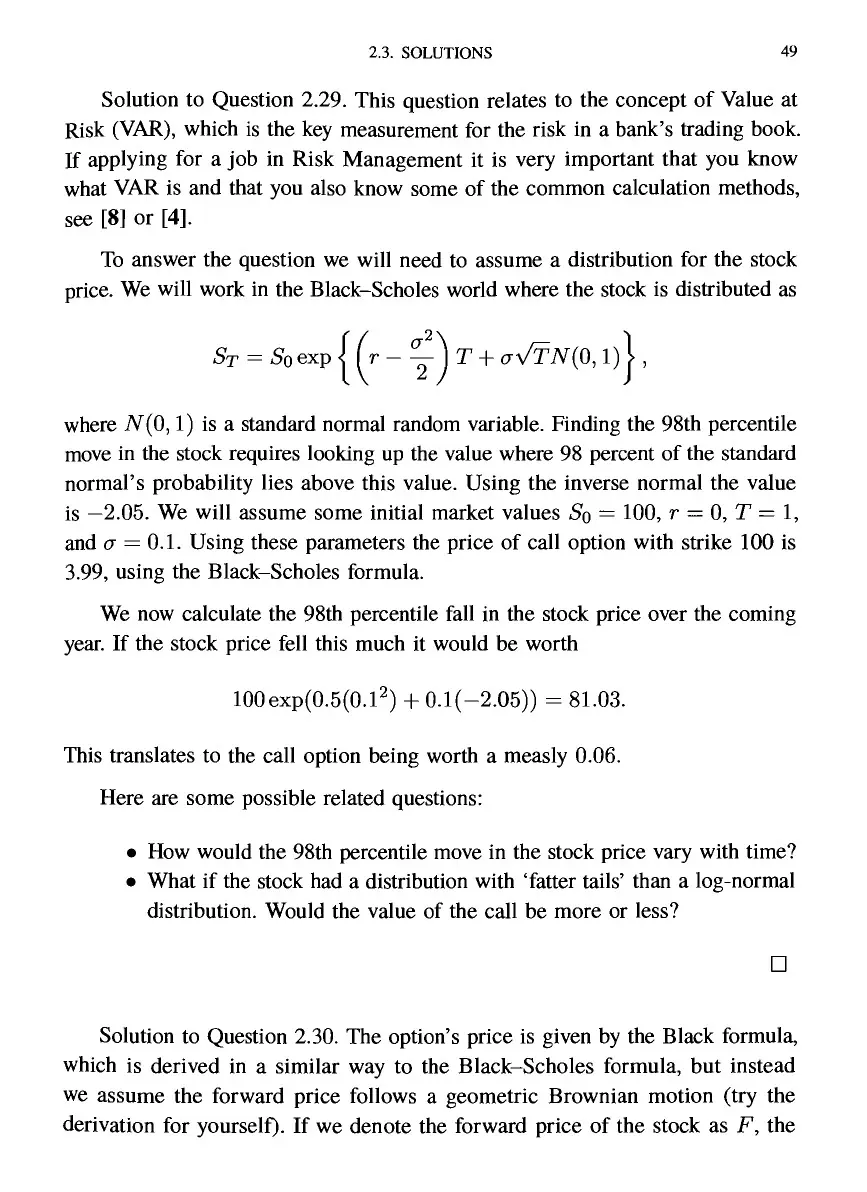 2.3. SOLUTIONS 49
Solution to Question 2.29. This question relates to the concept of Value at
Risk (VAR), which is the key measurement for the risk in a bank's trading book.
If applying for a job in Risk Management it is very important that you know
what VAR is and that you also know some of the common calculation methods,
see [8] or [4].
To answer the question we will need to assume a distribution for the stock
price. We will work in the Black–Scholes world where the stock is distributed as
S_T = S_0 exp { ( r − σ²/2 ) T + σ√T N(0, 1) } ,
where N(0, 1) is a standard normal random variable. Finding the 98th percentile
move in the stock requires looking up the value where 98 percent of the standard
normal's probability lies above this value. Using the inverse normal the value
is −2.05. We will assume some initial market values S_0 = 100, r = 0, T = 1,
and σ = 0.1. Using these parameters the price of call option with strike 100 is
3.99, using the Black–Scholes formula.
We now calculate the 98th percentile fall in the stock price over the coming
year. If the stock price fell this much it would be worth
100 exp(0.5(0.1²) + 0.1(−2.05)) = 81.03.
This translates to the call option being worth a measly 0.06.
Here are some possible related questions:
• How would the 98th percentile move in the stock price vary with time?
• What if the stock had a distribution with 'fatter tails' than a log-normal
distribution. Would the value of the call be more or less?
□
Solution to Question 2.30. The option's price is given by the Black formula,
which is derived in a similar way to the Black–Scholes formula, but instead
we assume the forward price follows a geometric Brownian motion (try the
derivation for yourself). If we denote the forward price of the stock as F, the